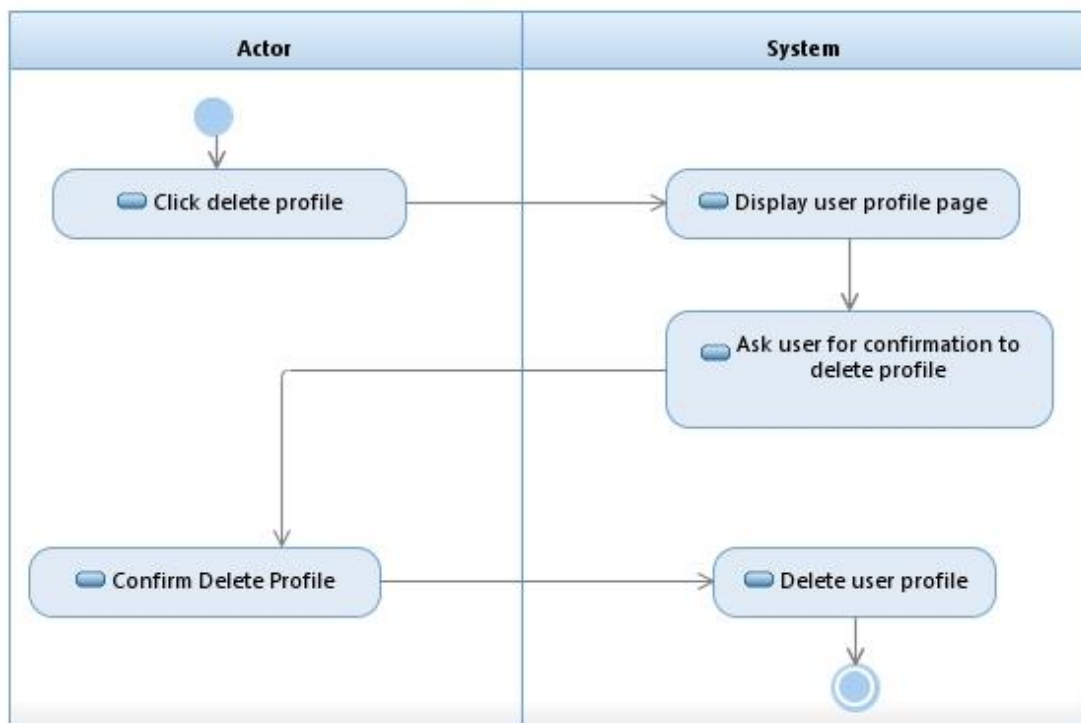 Actor
System
Click delete profile
Display user profile page
Ask user for confirmation to
delete profile
Confirm Delete Profile
Delete user profile